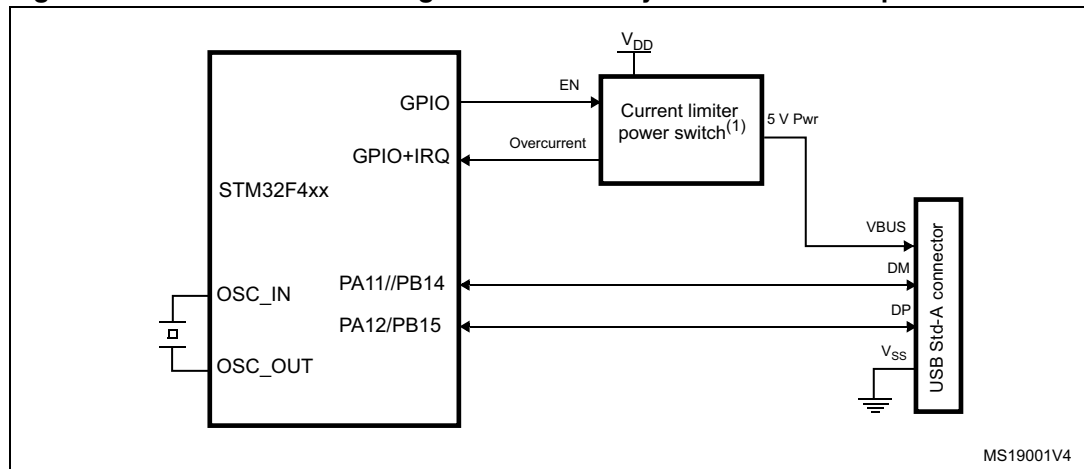 V_DD
EN
GPIO
Current limiter
power switch(1)
5 V Pwr
Overcurrent
GPIO+IRQ
STM32F4xx
VBUS
DM
PA11//PB14
OSC_IN
DP
PA12/PB15
V_SS
OSC_OUT
USB Std-A connector
MS19001V4